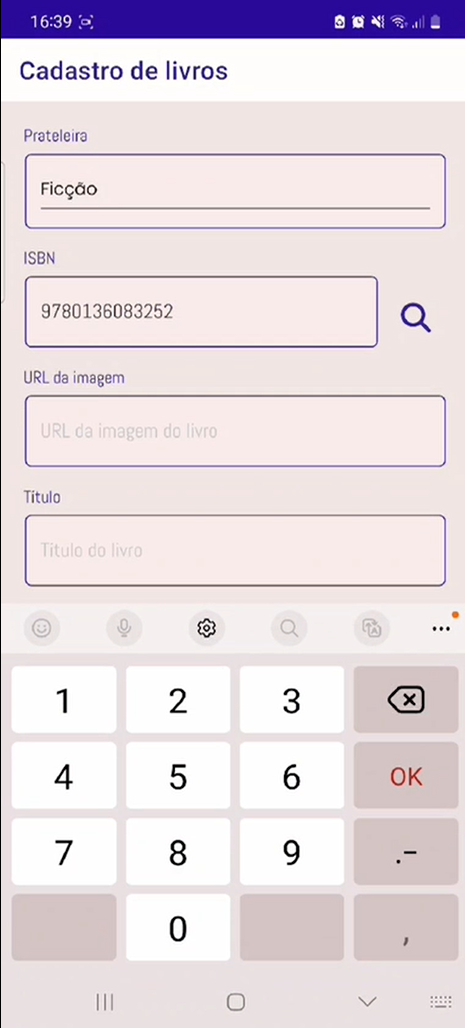 16:39
Cadastro de livros
Prateleira
Ficção
ISBN
9780136083252
URL da imagem
URL da imagem do livro
Título
Título do livro
1 2 3
4 5 6 OK
7 8 9 .-
0 ,